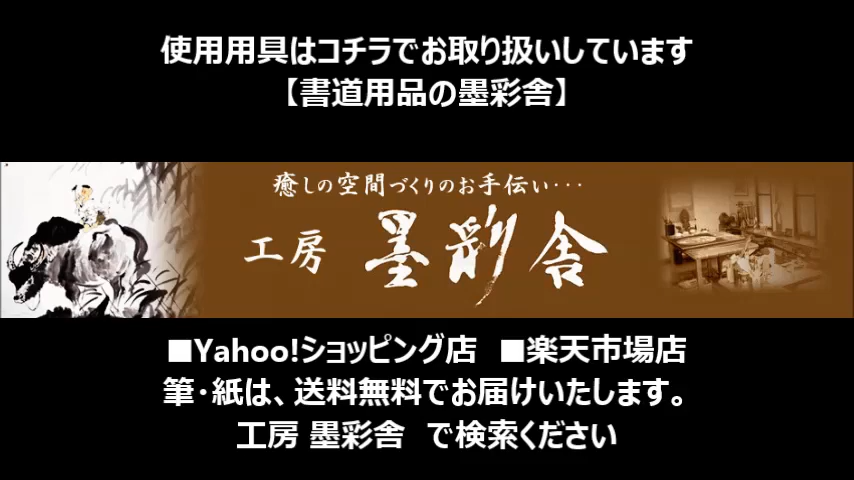 使用用具はコチラでお取り扱いしています
【書道用品の墨彩舎】
癒しの空間づくりのお手伝い･･･
工房 墨彩舎
■Yahoo!ショッピング店 ■楽天市場店
筆･紙は、送料無料でお届けいたします。
工房 墨彩舎 で検索ください